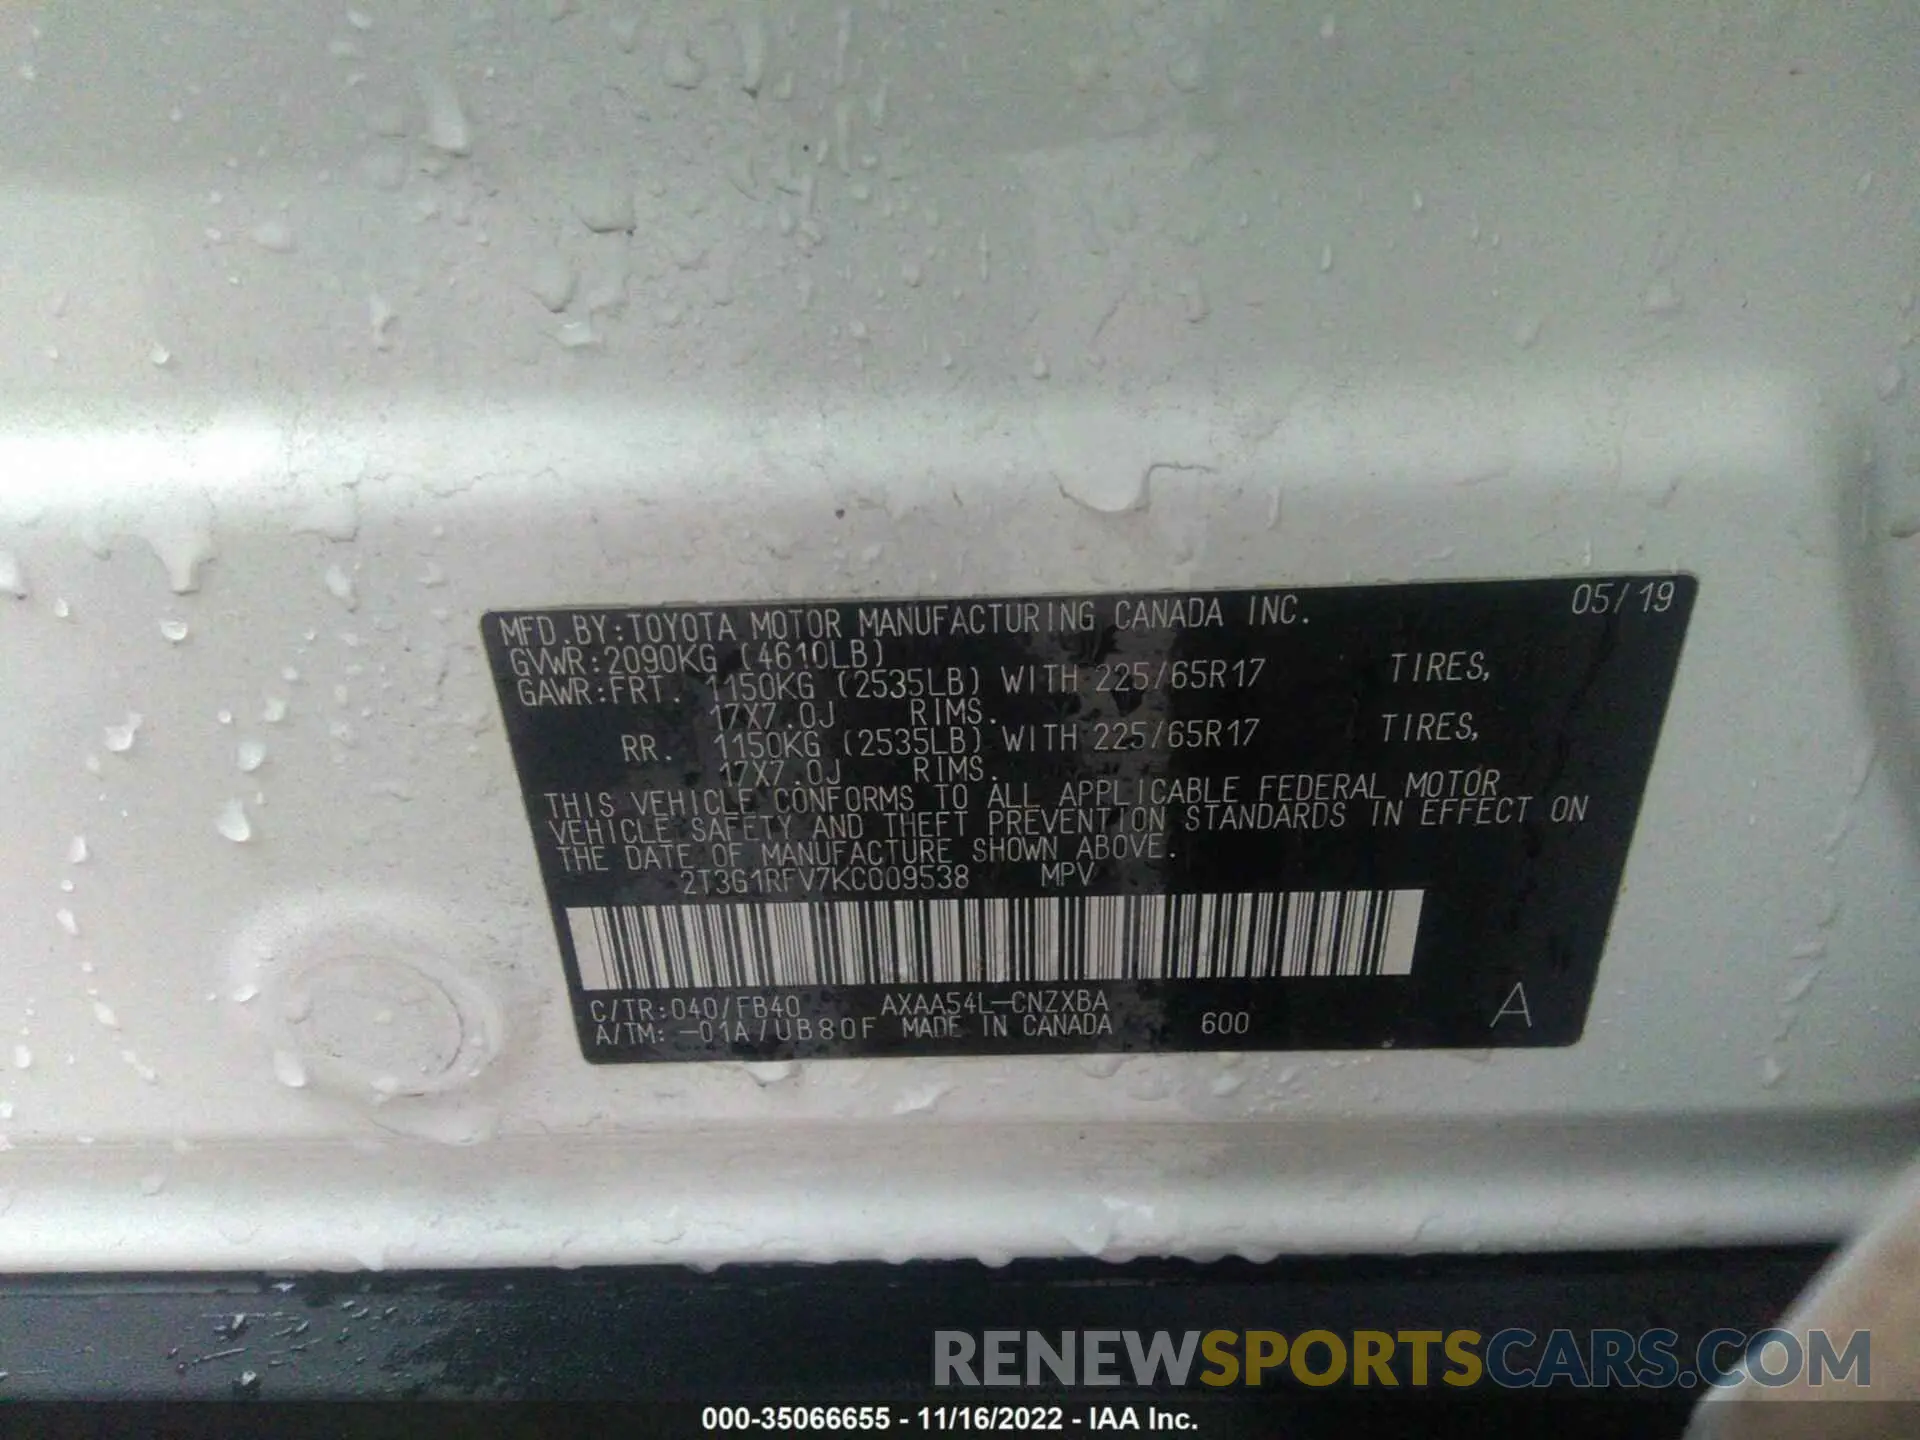 MFD.BY:TOYOTA MOTOR MANUFACTURING CANADA INC. 05/19
GVWR:2090KG (4610LB)
GAWR:FRT. 1150KG (2535LB) WITH 225/65R17 TIRES,
17X7.0J RIMS.
RR. 1150KG (2535LB) WITH 225/65R17 TIRES,
17X7.0J RIMS.
THIS VEHICLE CONFORMS TO ALL APPLICABLE FEDERAL MOTOR
VEHICLE SAFETY AND THEFT PREVENTION STANDARDS IN EFFECT ON
THE DATE OF MANUFACTURE SHOWN ABOVE.
2T3G1RFV7KC009538 MPV
C/TR:040/FB40 AXAA54L-CNZXBA A
A/TM: -01A/UB80F MADE IN CANADA 600
RENEWSPORTSCARS.COM
000-35066655 - 11/16/2022 - IAA Inc.